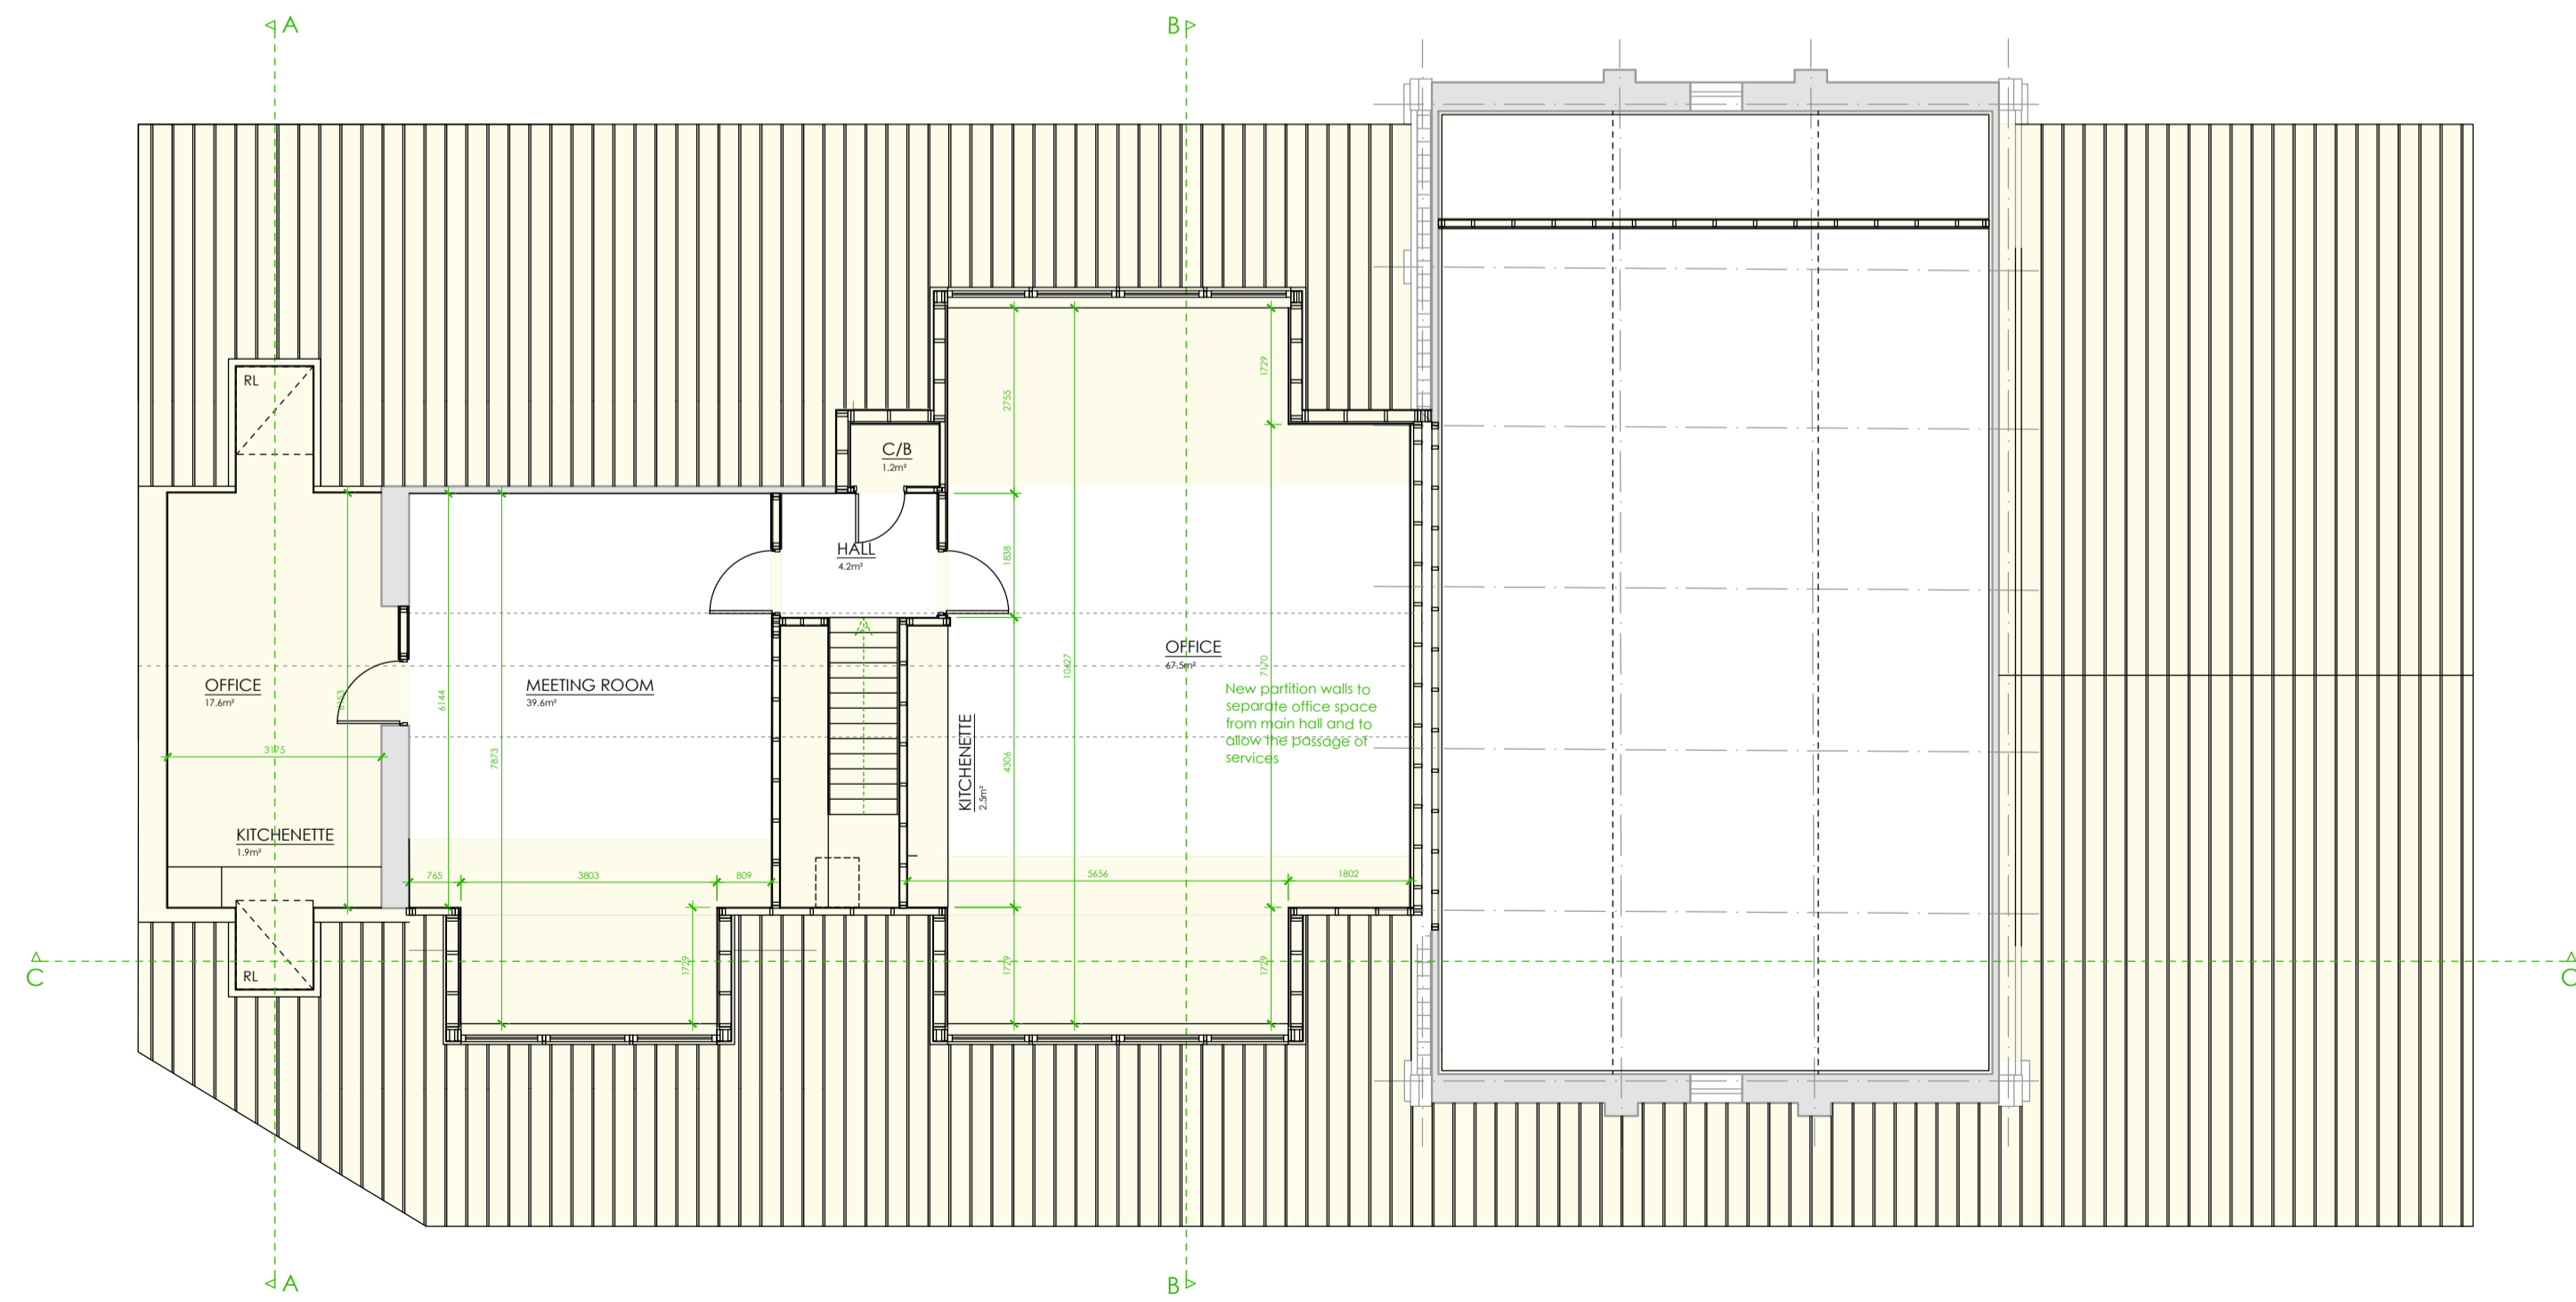 A
B
RL
1729
2755
C/B
1.2m²
HALL
4.2m²
1838
OFFICE
67.5m²
10627
7170
OFFICE
17.6m²
MEETING ROOM
39.6m²
6144
New partition walls to
separate office space
from main hall and to
allow the passage of
services
3175
7873
4306
KITCHENETTE
2.5m²
KITCHENETTE
1.9m²
765
3803
809
5656
1802
RL
1729
1729
1729
C
C
A
B